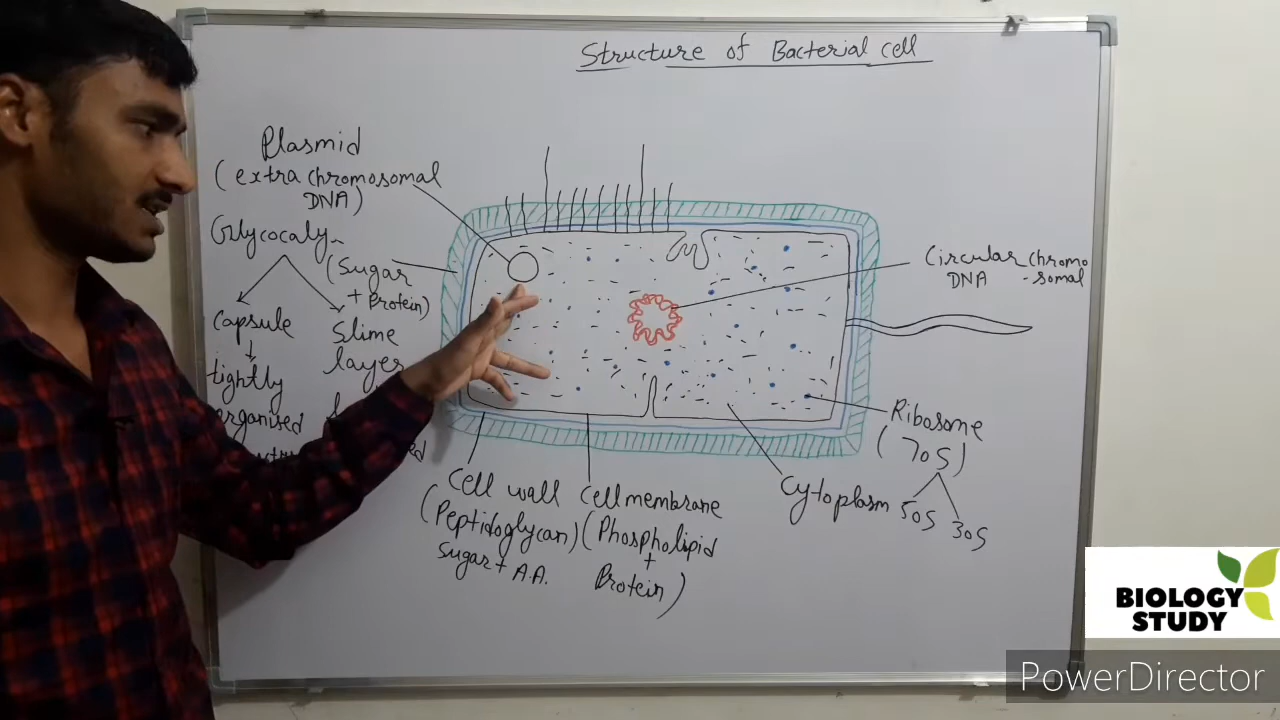 Structure of Bacterial cell
Plasmid
(extra chromosomal
DNA)
Glycocaly
(Sugar
+ Protein)
Capsule
tightly
organised
Slime
layer
Circular chromo
DNA -somal
Ribosome
(70S)
50S 30S
Cytoplasm
Cell wall
(Peptidoglycan)
Sugar + A.A.
Cell membrane
(Phospholipid
+
Protein)
BIOLOGY
STUDY
PowerDirector